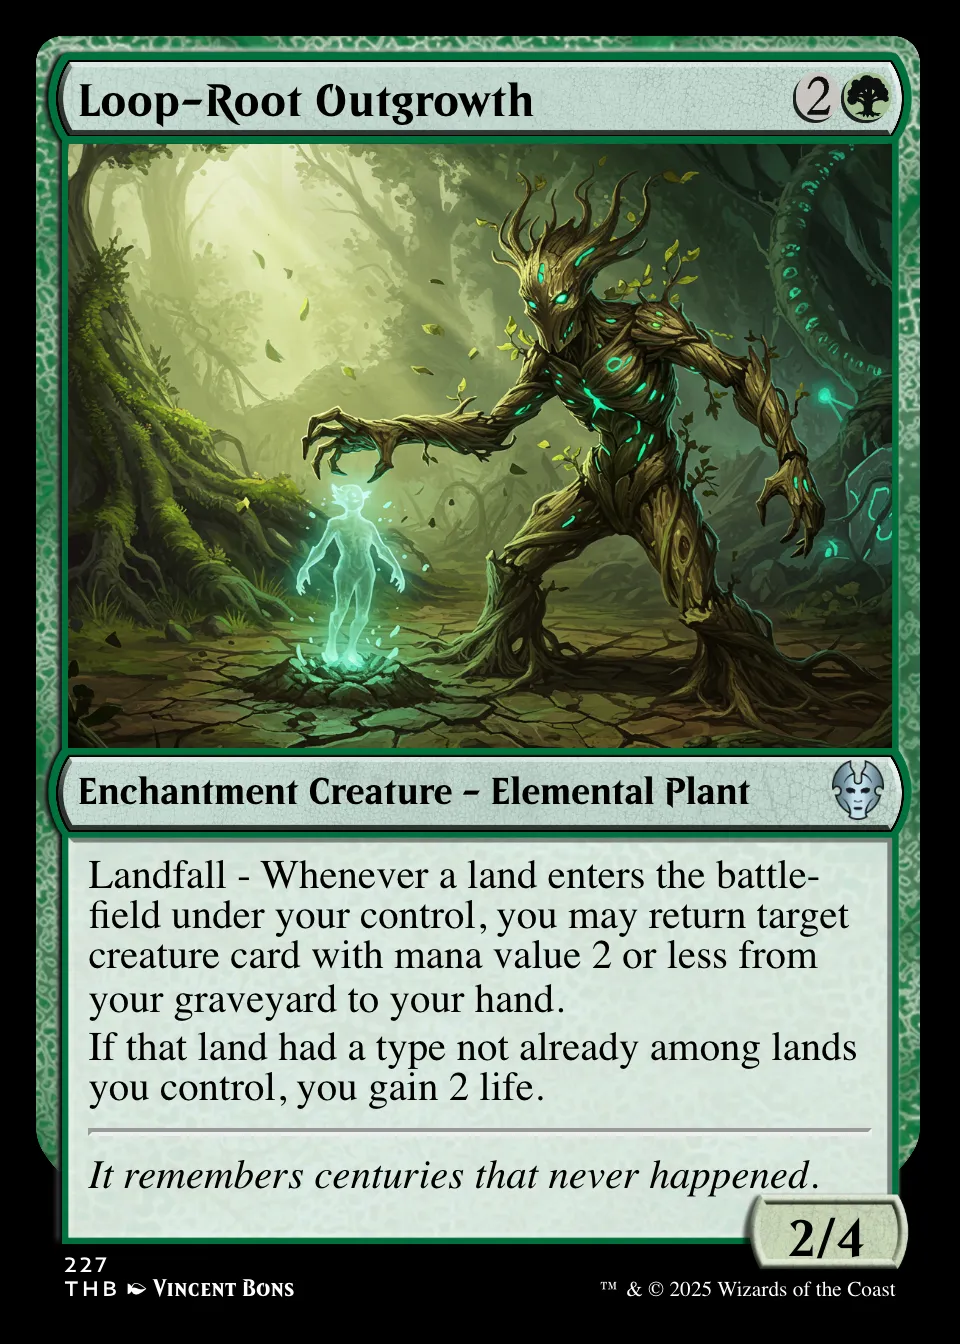 Loop-Root Outgrowth 2
Enchantment Creature - Elemental Plant
Landfall - Whenever a land enters the battle-
field under your control, you may return target
creature card with mana value 2 or less from
your graveyard to your hand.
If that land had a type not already among lands
you control, you gain 2 life.
It remembers centuries that never happened.
2/4
227
THB Vincent Bons
™ & © 2025 Wizards of the Coast